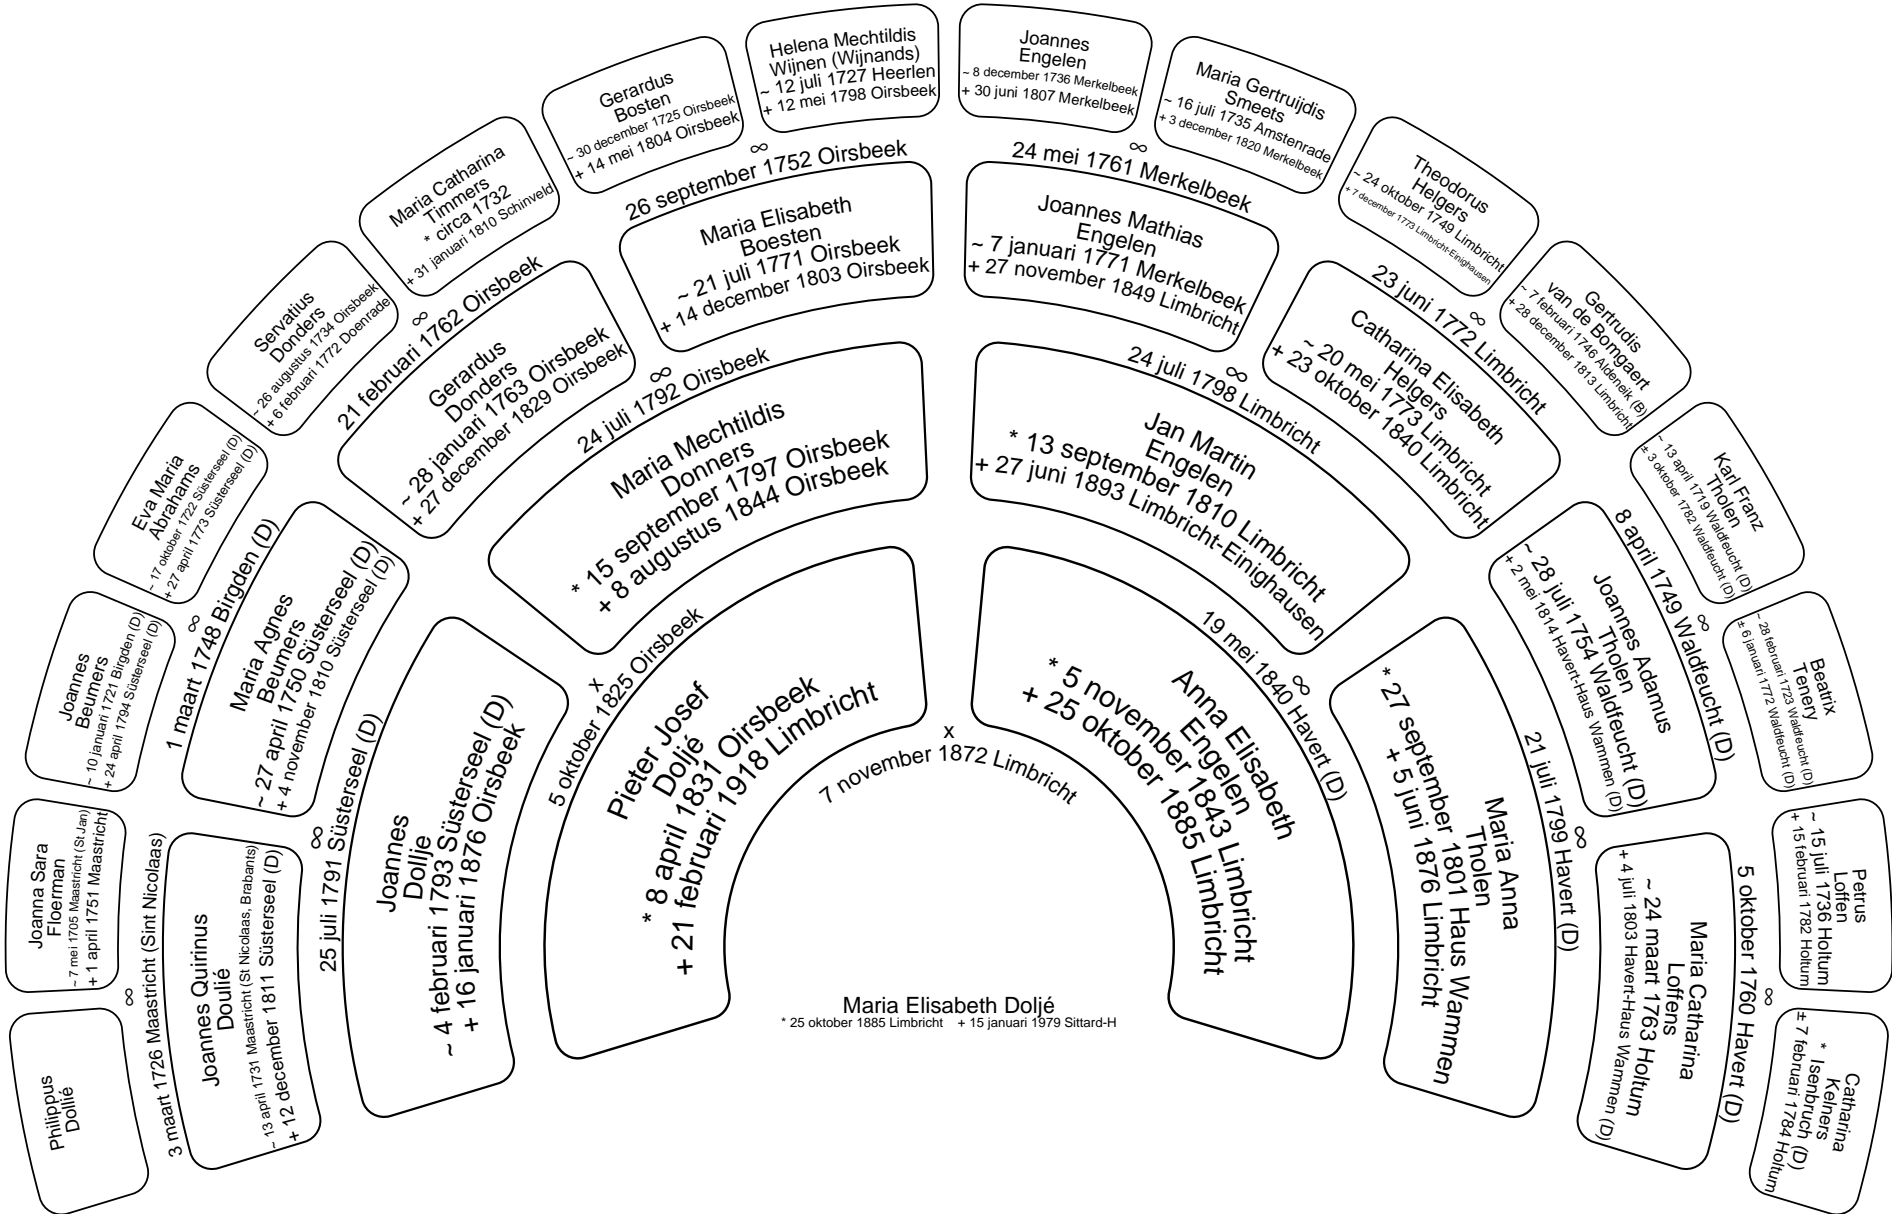 Philippus
Dollié
∞
3 maart 1726 Maastricht (Sint Nicolaas)
Joanna Sara
Floerman
~ 7 mei 1705 Maastricht (St Jan)
+ 1 april 1751 Maastricht
Joannes
Beumers
~ 10 januari 1721 Birgden (D)
+ 24 april 1794 Süsterseel (D)
∞
1 maart 1748 Birgden (D)
Eva Maria
Abrahams
~ 17 oktober 1722 Süsterseel (D)
+ 27 april 1773 Süsterseel (D)
Servatius
Donders
~ 26 augustus 1734 Oirsbeek
+ 6 februari 1772 Doenrade
∞
21 februari 1762 Oirsbeek
Maria Catharina
Timmers
* circa 1732
+ 31 januari 1810 Schinveld
Gerardus
Bosten
~ 30 december 1725 Oirsbeek
+ 14 mei 1804 Oirsbeek
∞
26 september 1752 Oirsbeek
Helena Mechtildis
Wijnen (Wijnands)
~ 12 juli 1727 Heerlen
+ 12 mei 1798 Oirsbeek
Joannes
Engelen
~ 8 december 1736 Merkelbeek
+ 30 juni 1807 Merkelbeek
∞
24 mei 1761 Merkelbeek
Maria Gertruijdis
Smeets
~ 16 juli 1735 Amstenrade
+ 3 december 1820 Merkelbeek
Theodorus
Helgers
~ 24 oktober 1749 Limbricht
+ 7 december 1773 Limbricht-Einighausen
∞
23 juni 1772 Limbricht
Gertrudis
van de Bomgaert
~ 7 februari 1746 Aldeneik (B)
+ 28 december 1813 Limbricht
Karl Franz
Tholen
~ 13 april 1719 Waldfeucht (D)
± 3 oktober 1782 Waldfeucht (D)
∞
8 april 1749 Waldfeucht (D)
Beatrix
Tenery
~ 28 februari 1723 Waldfeucht (D)
± 6 januari 1772 Waldfeucht (D)
Petrus
Loffen
~ 15 juli 1736 Holtum
+ 15 februari 1782 Holtum
∞
5 oktober 1760 Havert (D)
Catharina
Kelners
* Isenbruch (D)
± 7 februari 1784 Holtum
Joannes Quirinus
Doulié
~ 13 april 1731 Maastricht (St Nicolaas, Brabants)
+ 12 december 1811 Süsterseel (D)
∞
25 juli 1791 Süsterseel (D)
Maria Agnes
Beumers
~ 27 april 1750 Süsterseel (D)
+ 4 november 1810 Süsterseel (D)
Gerardus
Donders
~ 28 januari 1763 Oirsbeek
+ 27 december 1829 Oirsbeek
∞
24 juli 1792 Oirsbeek
Maria Elisabeth
Boesten
~ 21 juli 1771 Oirsbeek
+ 14 december 1803 Oirsbeek
Joannes Mathias
Engelen
~ 7 januari 1771 Merkelbeek
+ 27 november 1849 Limbricht
∞
24 juli 1798 Limbricht
Catharina Elisabeth
Helgers
~ 20 mei 1773 Limbricht
+ 23 oktober 1840 Limbricht
Joannes Adamus
Tholen
~ 28 juli 1754 Waldfeucht (D)
+ 2 mei 1814 Havert-Haus Wammen (D)
∞
21 juli 1799 Havert (D)
Maria Catharina
Loffens
~ 24 maart 1763 Holtum
+ 4 juli 1803 Havert-Haus Wammen (D)
Joannes
Dollje
~ 4 februari 1793 Süsterseel (D)
+ 16 januari 1876 Oirsbeek
x
5 oktober 1825 Oirsbeek
Maria Mechtildis
Donners
* 15 september 1797 Oirsbeek
+ 8 augustus 1844 Oirsbeek
Jan Martin
Engelen
* 13 september 1810 Limbricht
+ 27 juni 1893 Limbricht-Einighausen
∞
19 mei 1840 Havert (D)
Maria Anna
Tholen
* 27 september 1801 Haus Wammen
+ 5 juni 1876 Limbricht
Pieter Josef
Doljé
* 8 april 1831 Oirsbeek
+ 21 februari 1918 Limbricht
x
7 november 1872 Limbricht
Anna Elisabeth
Engelen
* 5 november 1843 Limbricht
+ 25 oktober 1885 Limbricht
Maria Elisabeth Doljé
* 25 oktober 1885 Limbricht + 15 januari 1979 Sittard-H